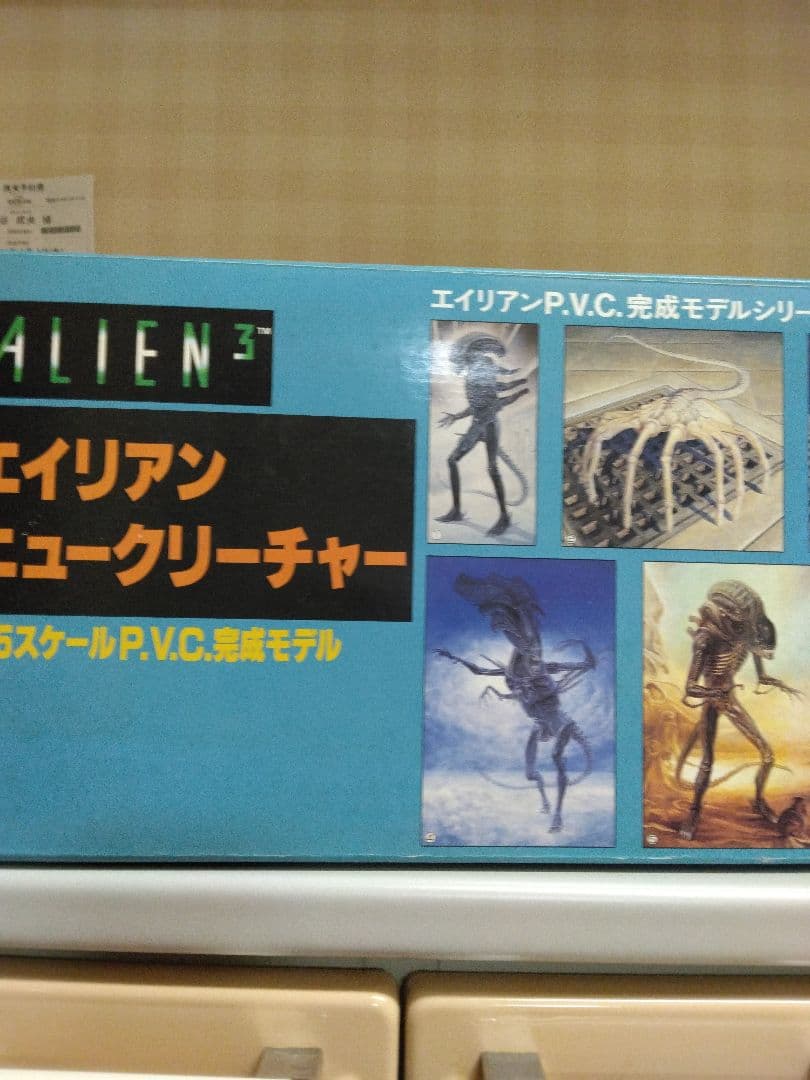 ALIEN 3™
エイリアン
ニュークリーチャー
5スケールP.V.C.完成モデル
エイリアンP.V.C.完成モデルシリー